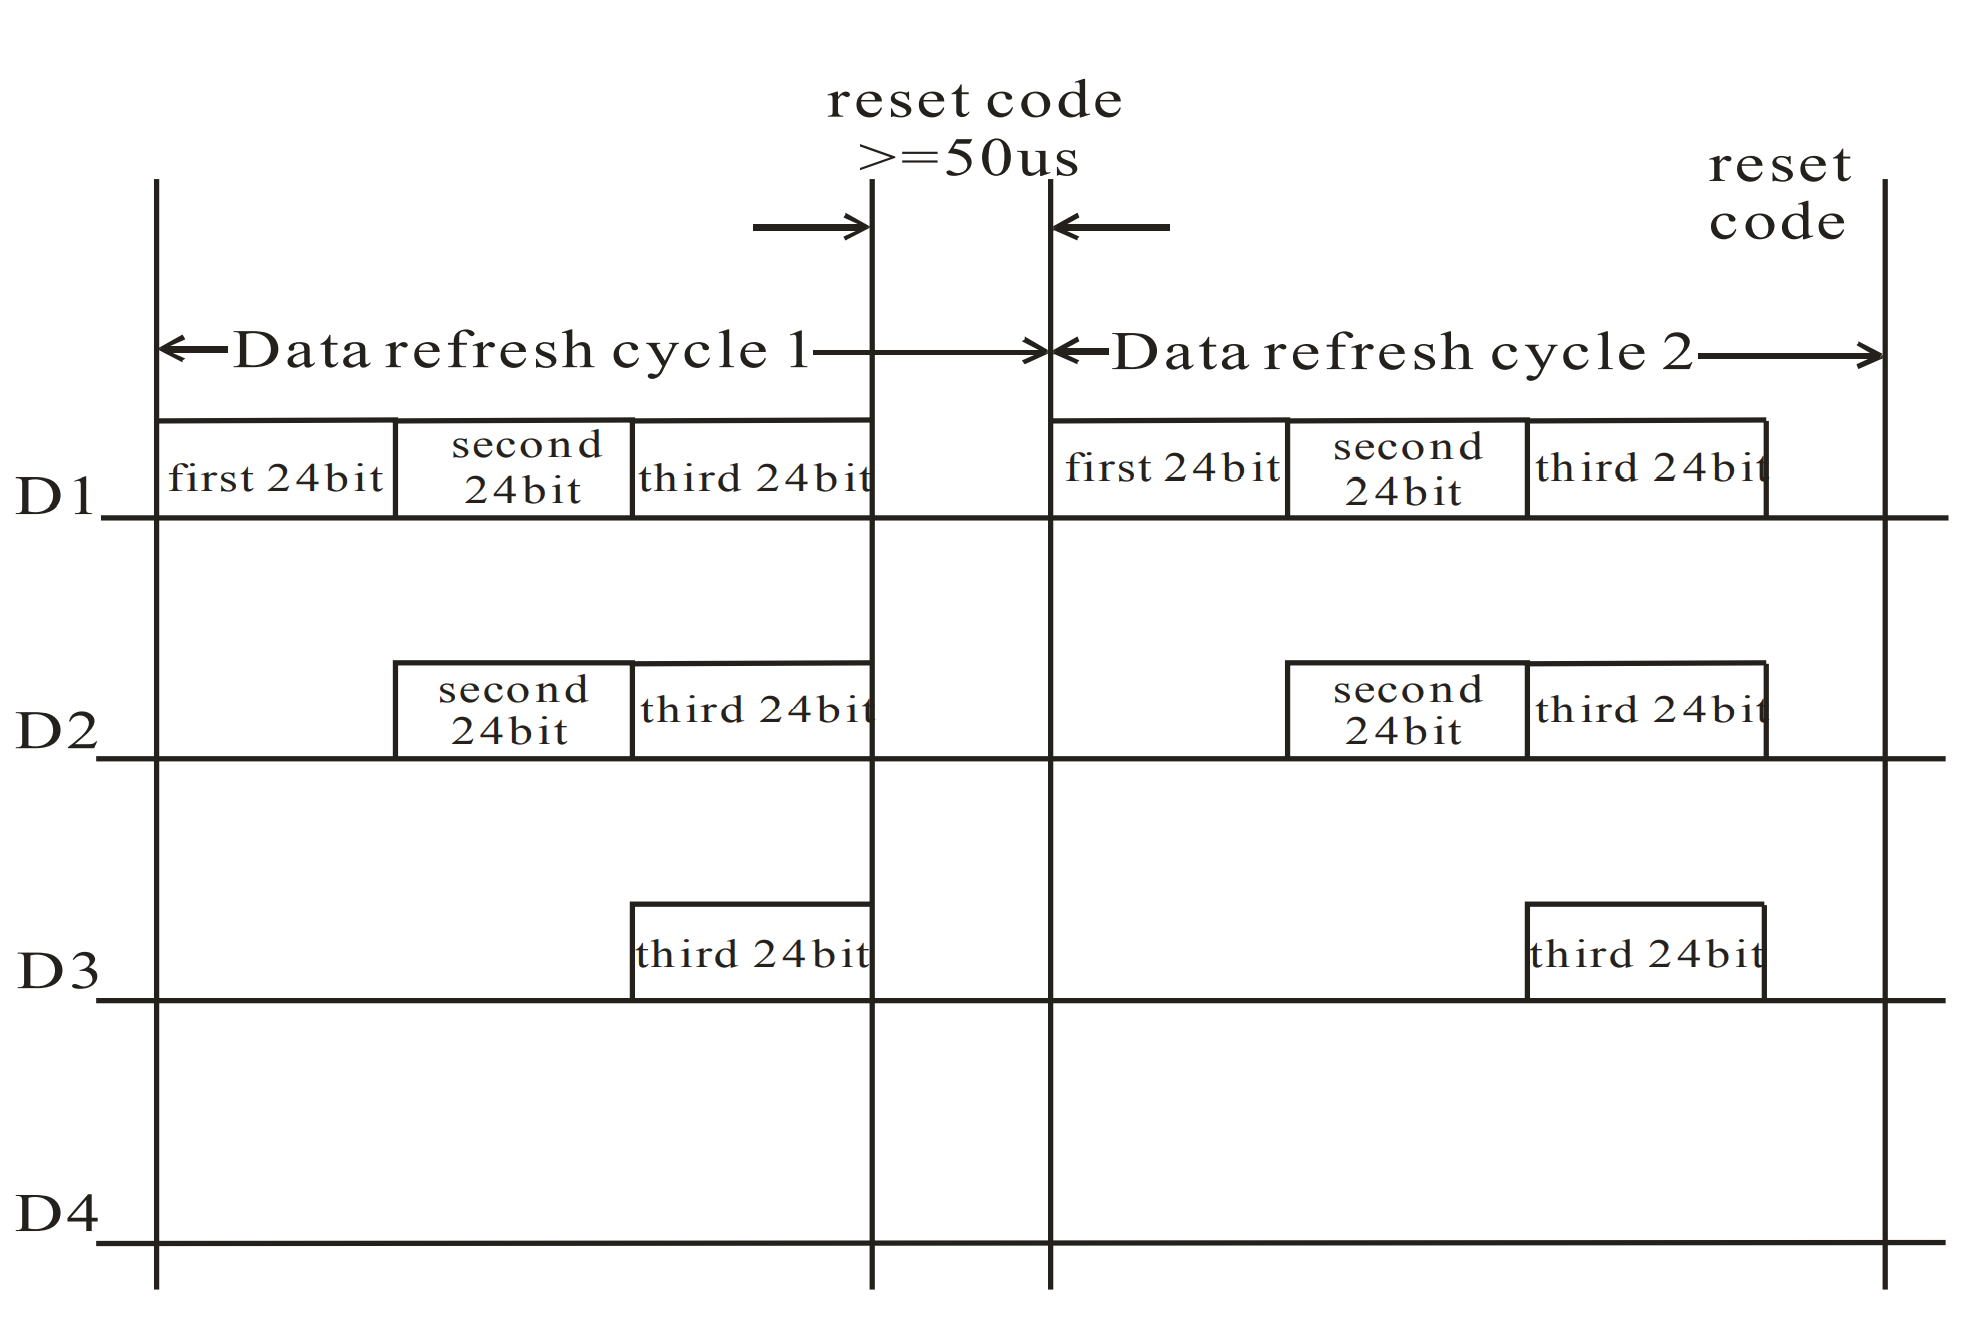 reset code
>=50us
reset
code
Data refresh cycle 1
Data refresh cycle 2
D1
first 24bit
second
24bit
third 24bit
first 24bit
second
24bit
third 24bit
D2
second
24bit
third 24bit
second
24bit
third 24bit
D3
third 24bit
third 24bit
D4